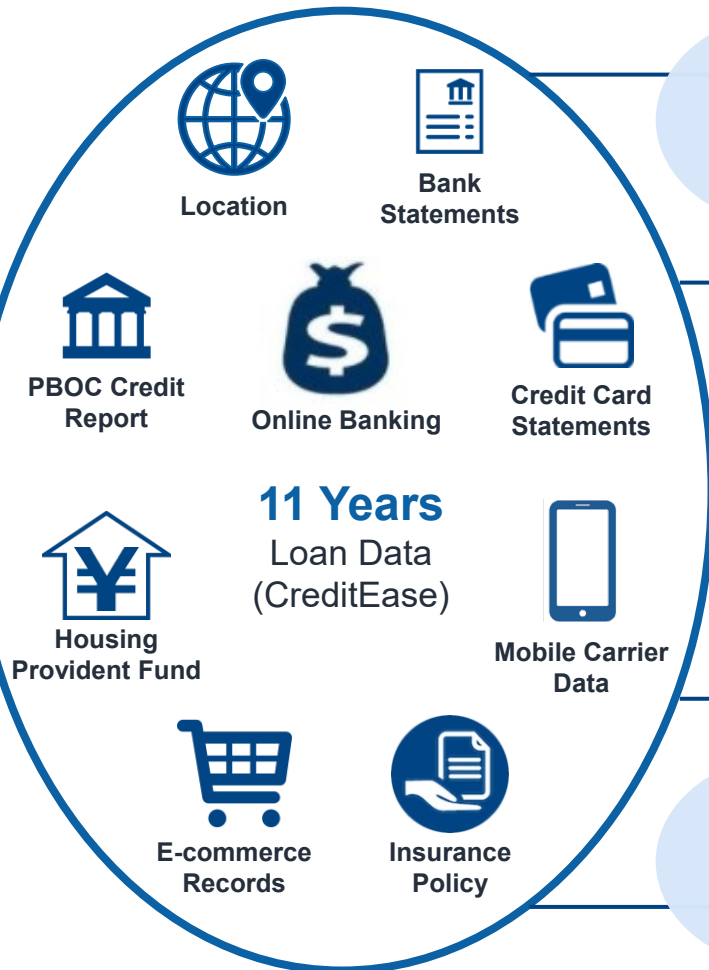 Location
Bank
Statements
PBOC Credit
Report
$
Online Banking
Credit Card
Statements
11 Years
Loan Data
(CreditEase)
¥
Housing
Provident Fund
Mobile Carrier
Data
E-commerce
Records
Insurance
Policy